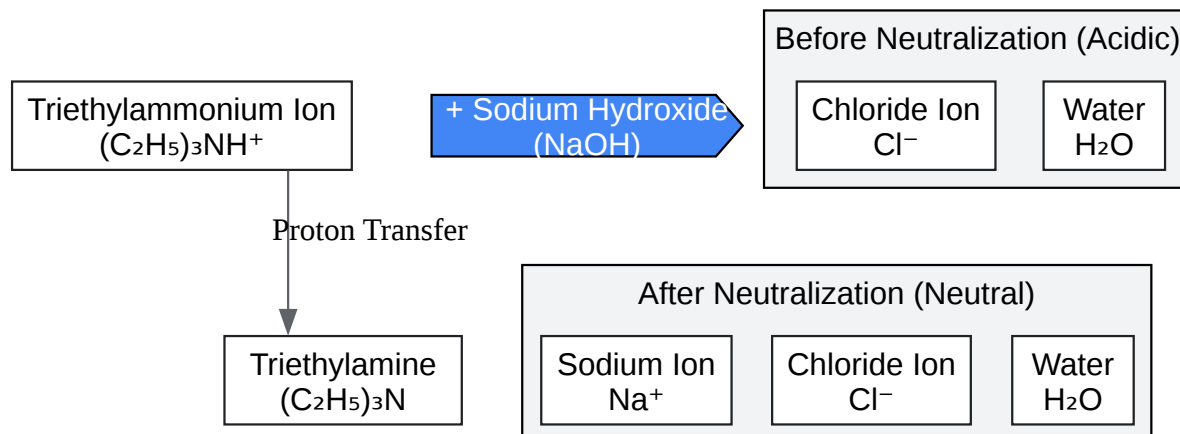 Before Neutralization (Acidic)
Triethylammonium Ion
(C₂H₅)₃NH⁺
+ Sodium Hydroxide
(NaOH)
Chloride Ion
Cl⁻
Water
H₂O
Proton Transfer
After Neutralization (Neutral)
Triethylamine
(C₂H₅)₃N
Sodium Ion
Na⁺
Chloride Ion
Cl⁻
Water
H₂O